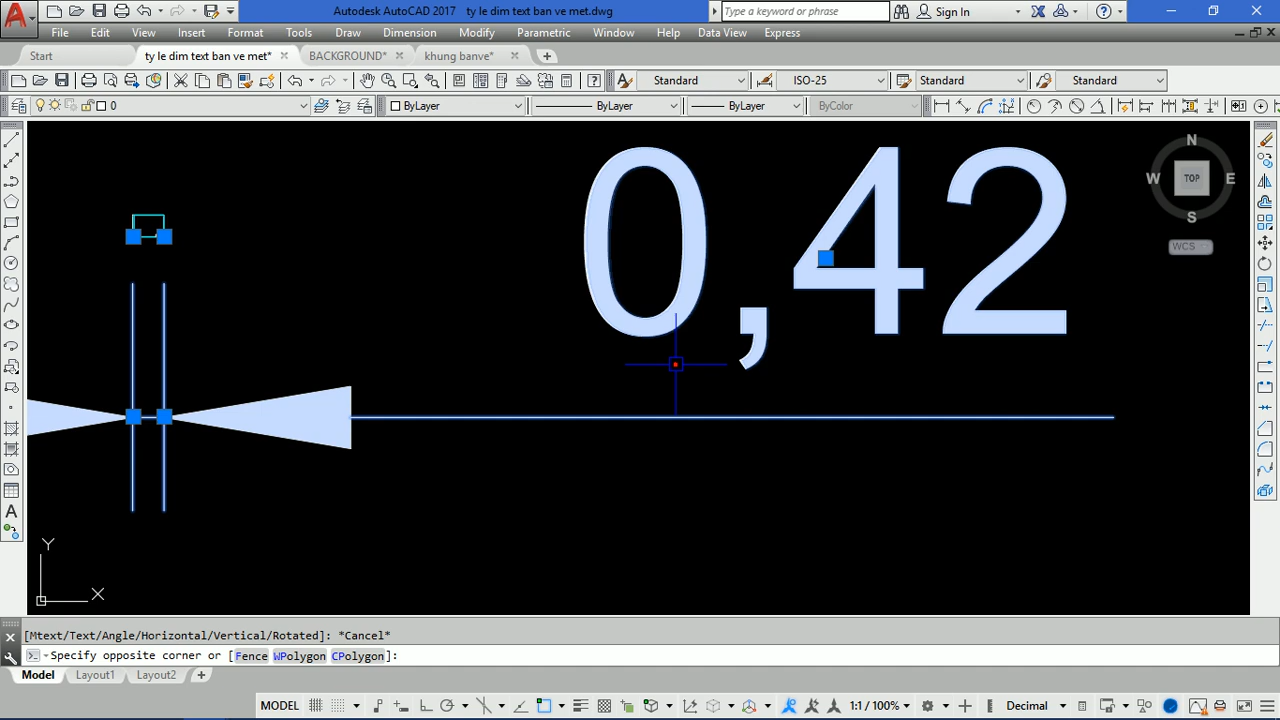 Autodesk AutoCAD 2017 ty le dim text ban ve met.dwg
Type a keyword or phrase
Sign In
File Edit View Insert Format Tools Draw Dimension Modify Parametric Window Help Data View Express
Start ty le dim text ban ve met* BACKGROUND* khung banve*
Standard ISO-25 Standard Standard
0 ByLayer ByLayer ByLayer ByColor
N
W TOP E
S
WCS
0,42
Y
X
[Mtext/Text/Angle/Horizontal/Vertical/Rotated]: *Cancel*
Specify opposite corner or [Fence WPolygon CPolygon]:
Model Layout1 Layout2
MODEL 1:1 / 100% Decimal